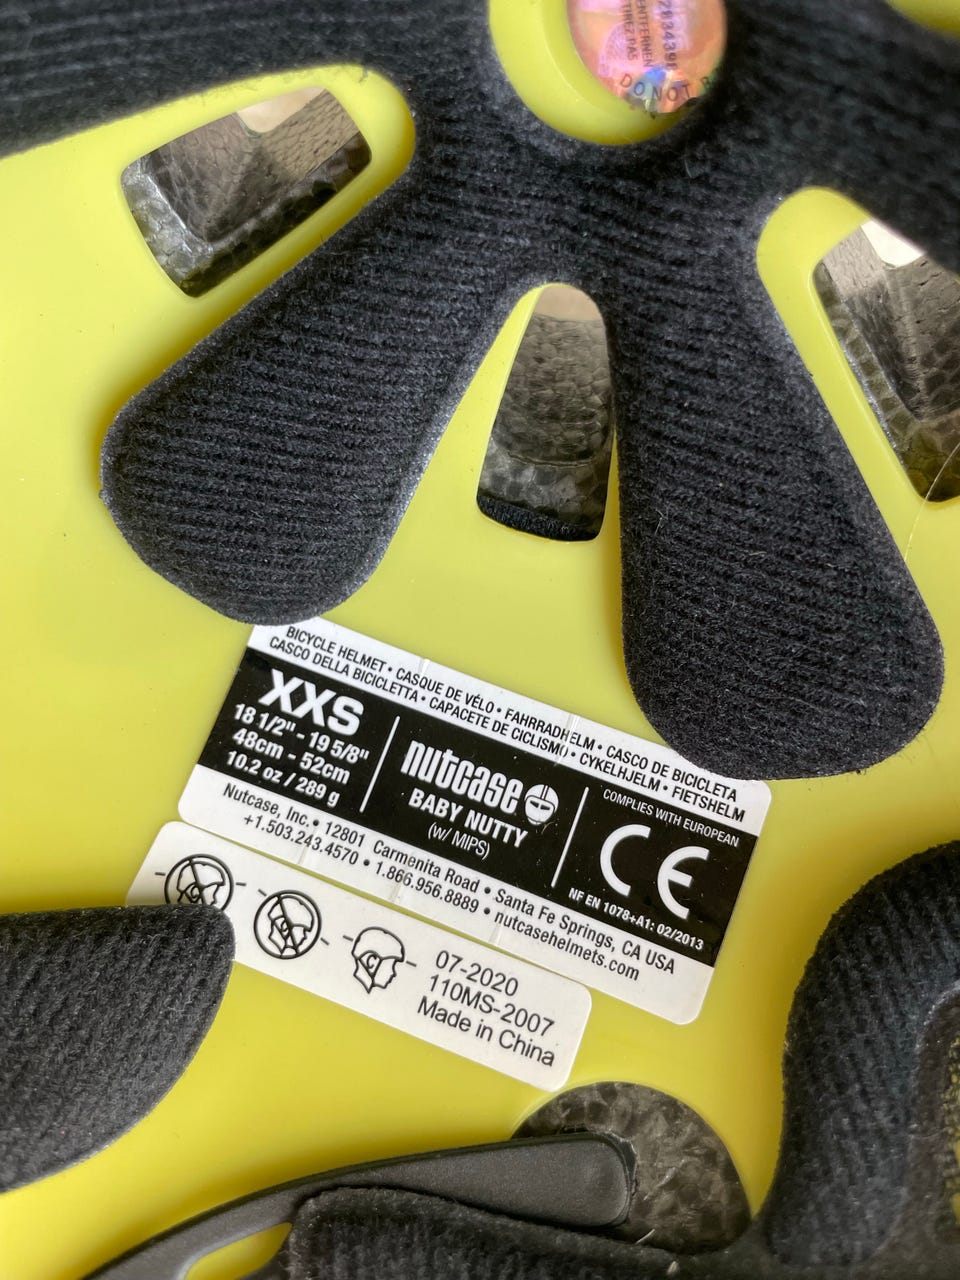 ENTFERNEN
TIREZ PAS
DO NOT
BICYCLE HELMET • CASQUE DE VÉLO • FAHRRADHELM • CASCO DE BICICLETA
CASCO DELLA BICICLETTA • CAPACETE DE CICLISMO • CYKELHJELM • FIETSHELM
XXS
18 1/2" - 19 5/8"
48cm - 52cm
10.2 oz / 289 g
nutcase
BABY NUTTY
(w/ MIPS)
COMPLIES WITH EUROPEAN
CE
NF EN 1078+A1: 02/2013
Nutcase, Inc. • 12801 Carmenita Road • Santa Fe Springs, CA USA
+1.503.243.4570 • 1.866.956.8889 • nutcasehelmets.com
07-2020
110MS-2007
Made in China